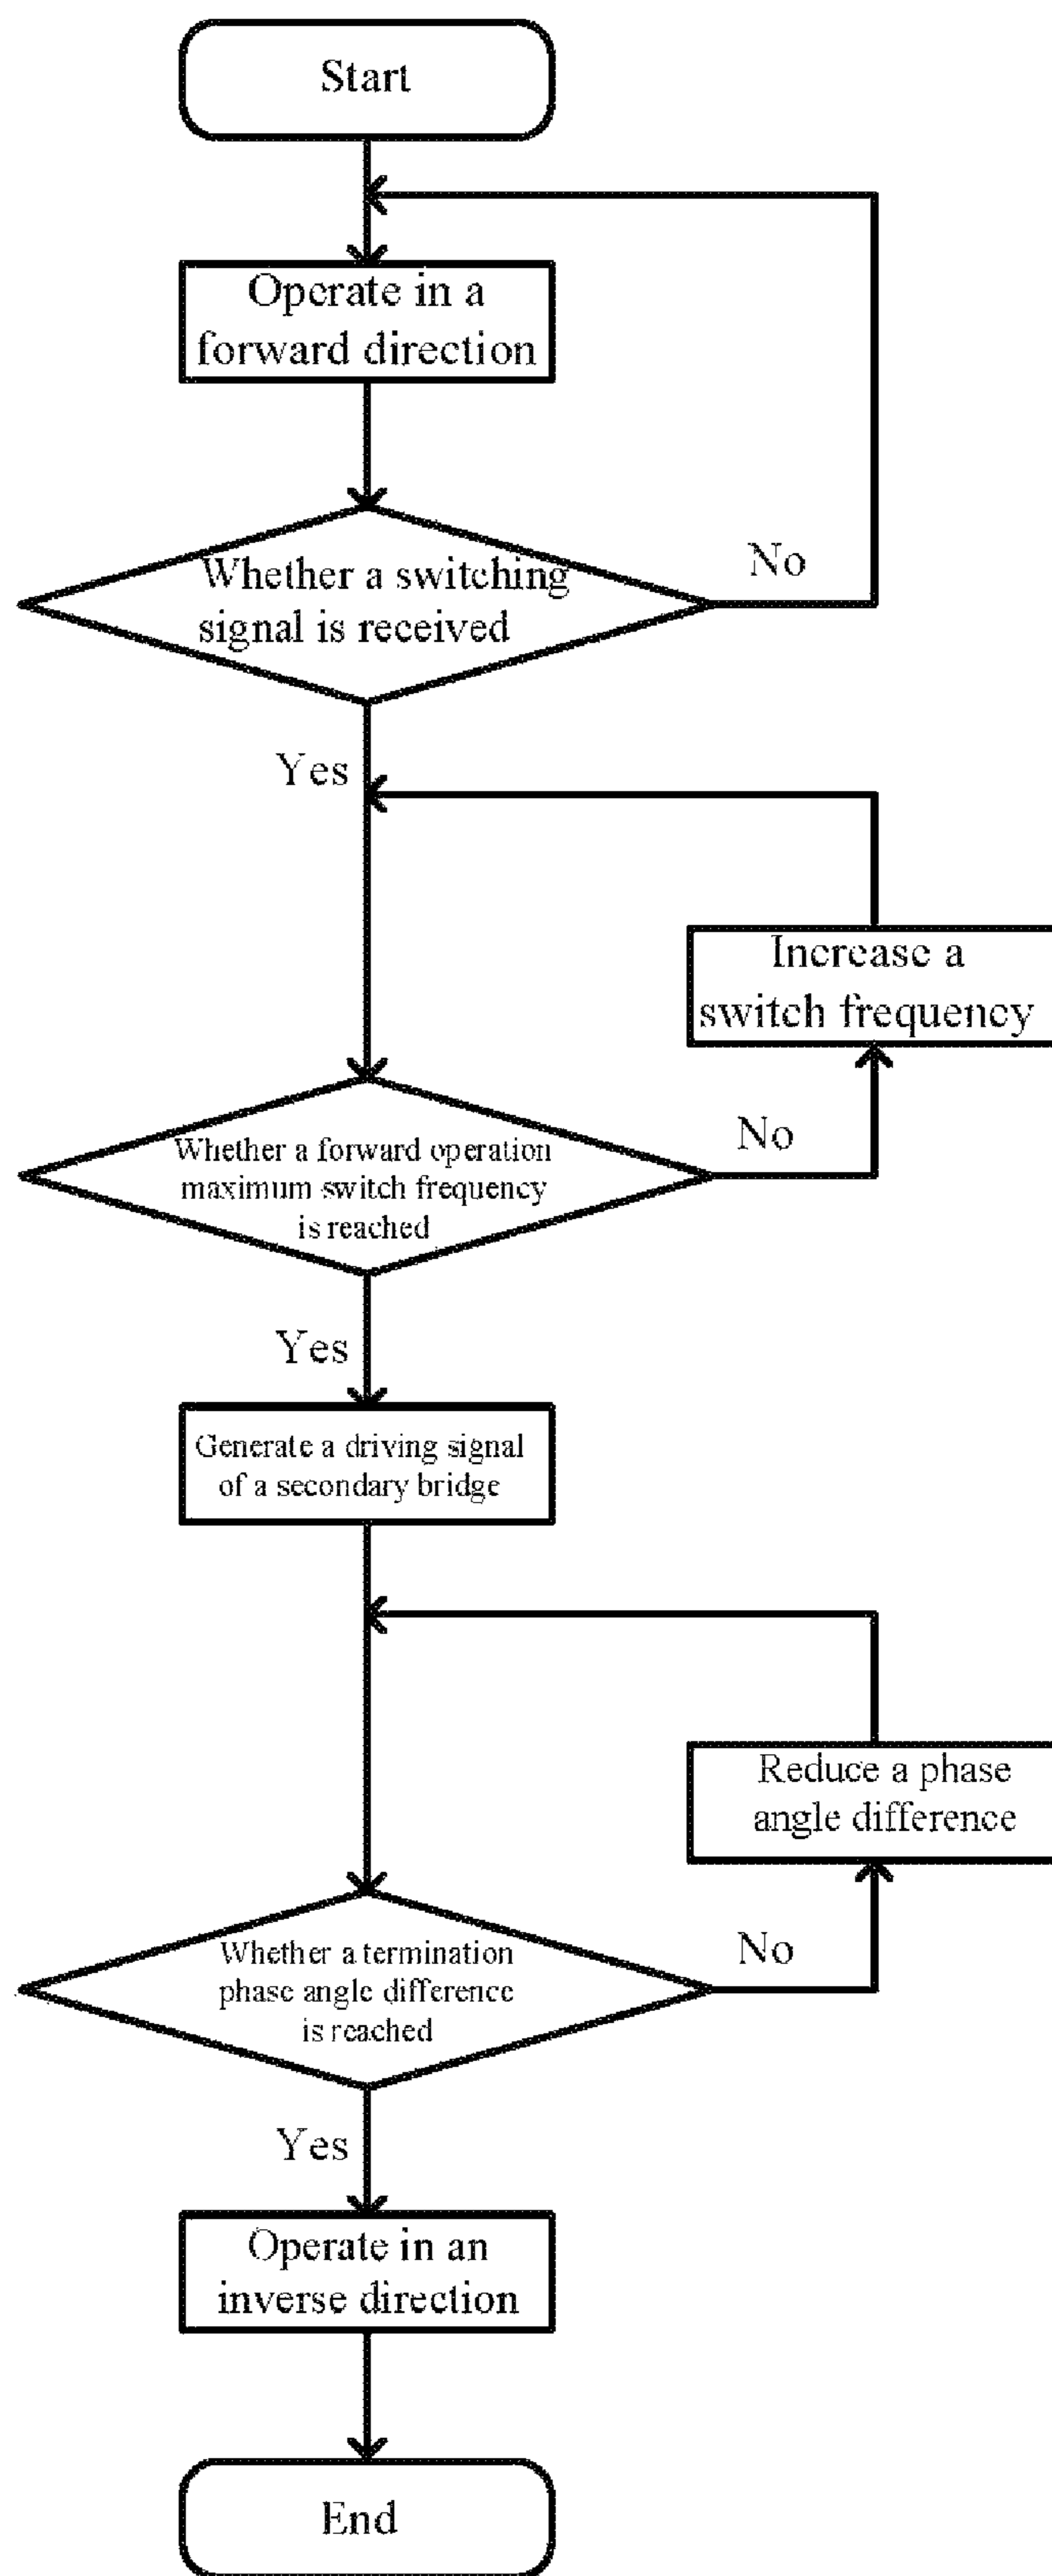 Start
Operate in a
forward direction
Whether a switching
signal is received
No
Yes
Increase a
switch frequency
Whether a forward operation
maximum switch frequency
is reached
No
Yes
Generate a driving signal
of a secondary bridge
Reduce a phase
angle difference
Whether a termination
phase angle difference
is reached
No
Yes
Operate in an
inverse direction
End